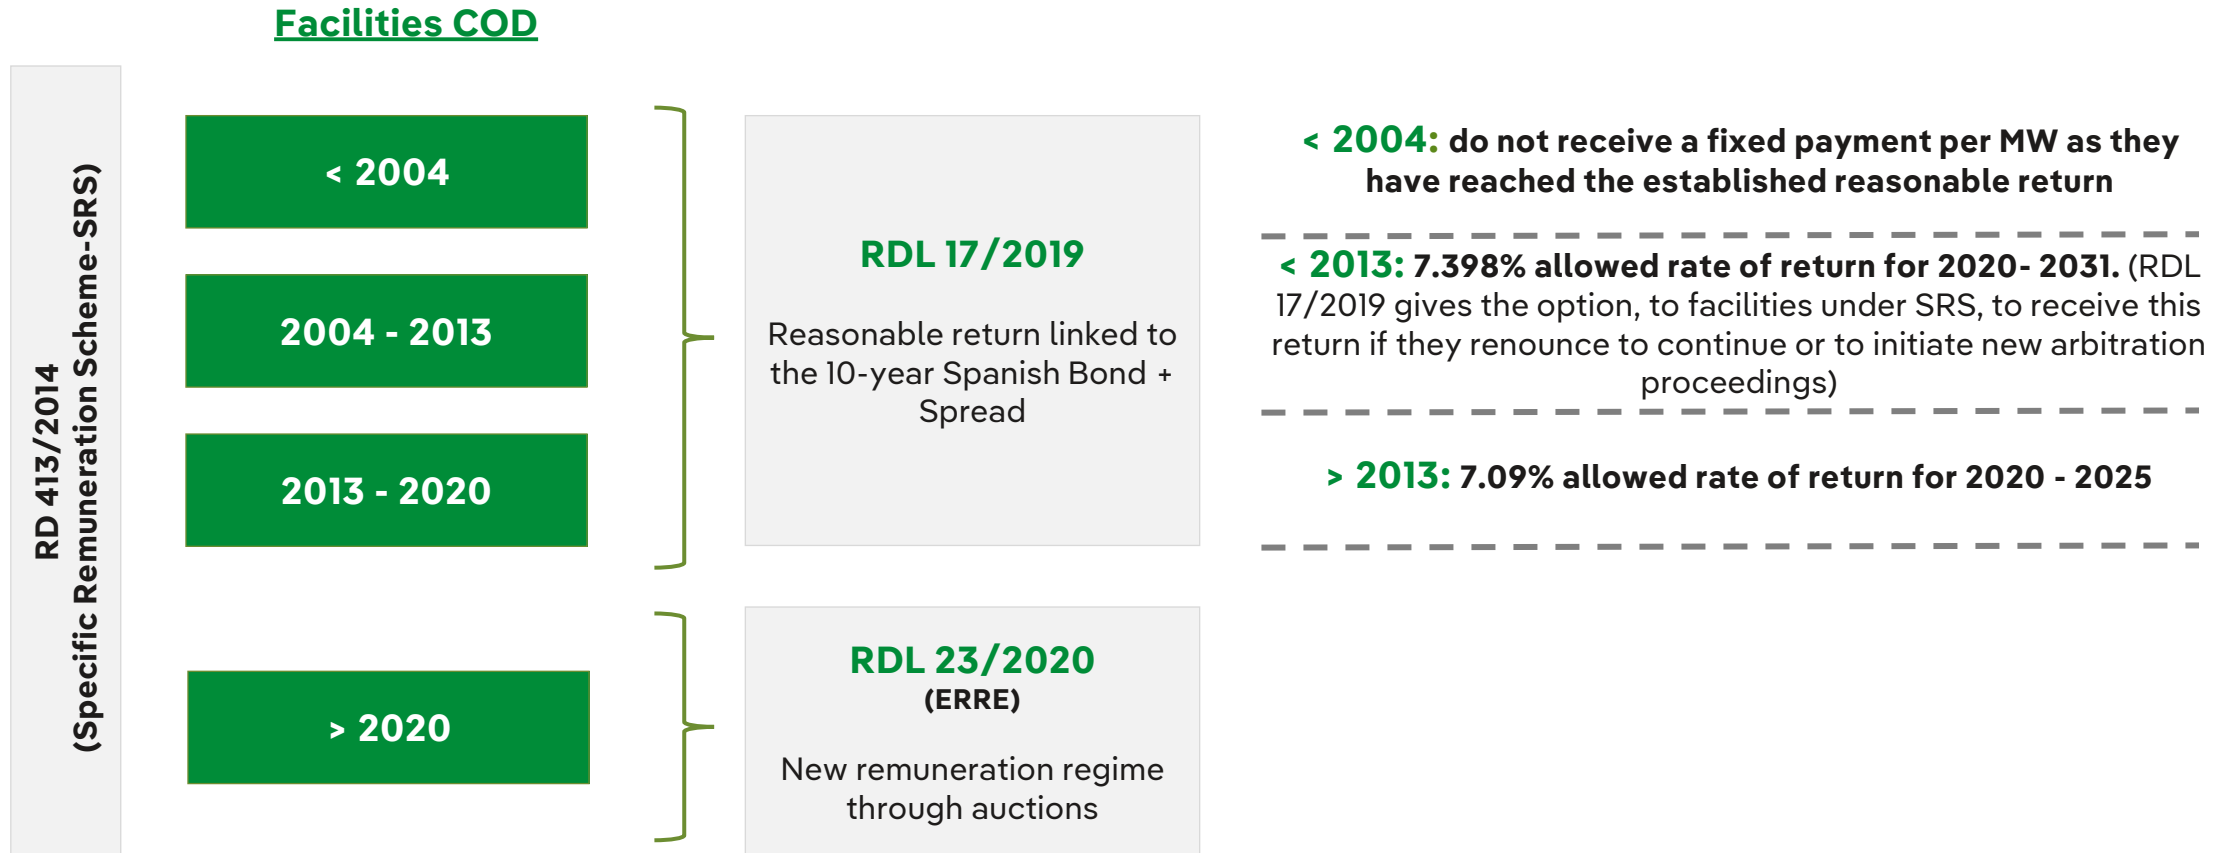 Facilities COD
RD 413/2014
(Specific Remuneration Scheme-SRS)
< 2004
2004 - 2013
2013 - 2020
> 2020
RDL 17/2019
Reasonable return linked to
the 10-year Spanish Bond +
Spread
RDL 23/2020
(ERRE)
New remuneration regime
through auctions
< 2004: do not receive a fixed payment per MW as they
have reached the established reasonable return
< 2013: 7.398% allowed rate of return for 2020- 2031. (RDL
17/2019 gives the option, to facilities under SRS, to receive this
return if they renounce to continue or to initiate new arbitration
proceedings)
> 2013: 7.09% allowed rate of return for 2020 - 2025